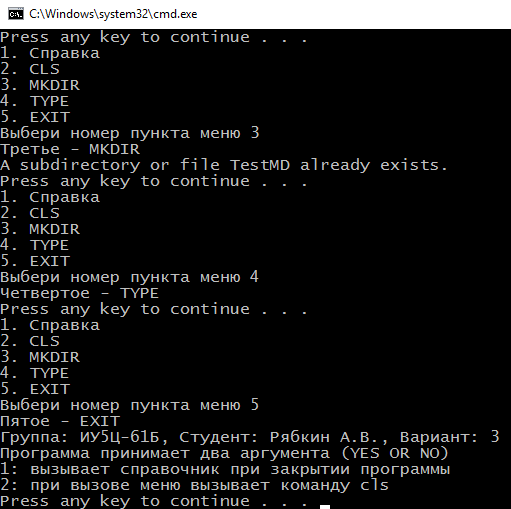 C:\Windows\system32\cmd.exe
Press any key to continue . . .
1. Справка
2. CLS
3. MKDIR
4. TYPE
5. EXIT
Выбери номер пункта меню 3
Третье - MKDIR
A subdirectory or file TestMD already exists.
Press any key to continue . . .
1. Справка
2. CLS
3. MKDIR
4. TYPE
5. EXIT
Выбери номер пункта меню 4
Четвертое - TYPE
Press any key to continue . . .
1. Справка
2. CLS
3. MKDIR
4. TYPE
5. EXIT
Выбери номер пункта меню 5
Пятое - EXIT
Группа: ИУ5Ц-61Б, Студент: Рябкин А.В., Вариант: 3
Программа принимает два аргумента (YES OR NO)
1: вызывает справочник при закрытии программы
2: при вызове меню вызывает команду cls
Press any key to continue . . .